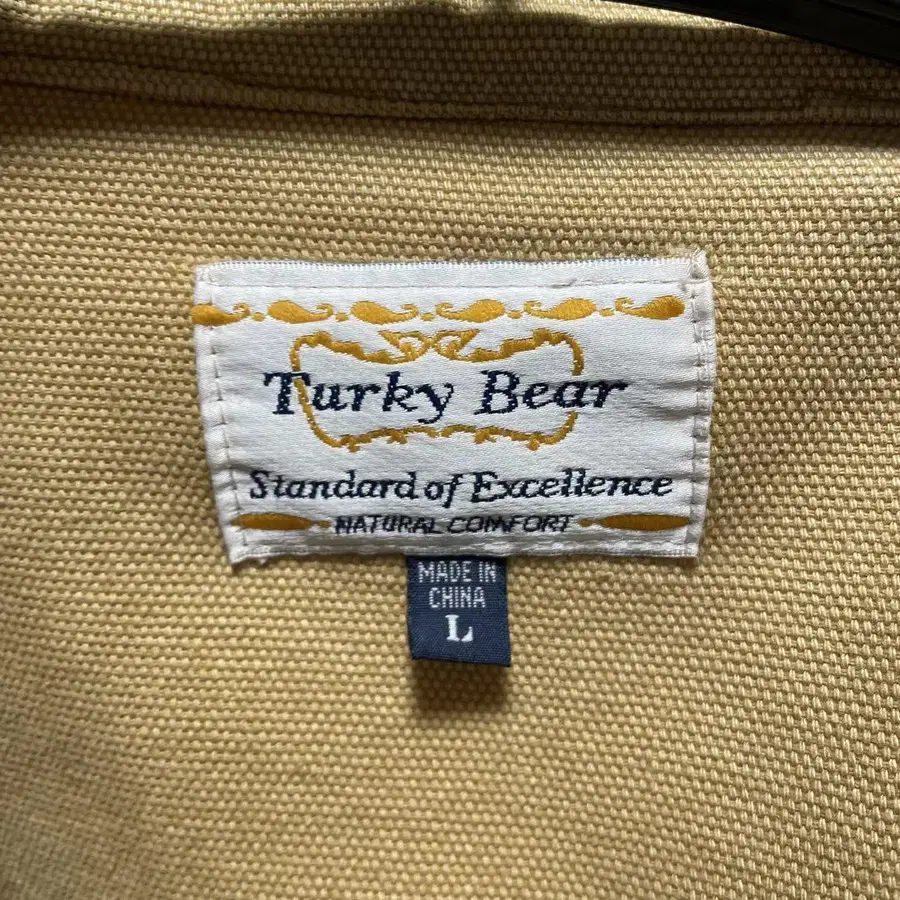 Turky Bear
Standard of Excellence
NATURAL COMFORT
MADE IN
CHINA
L